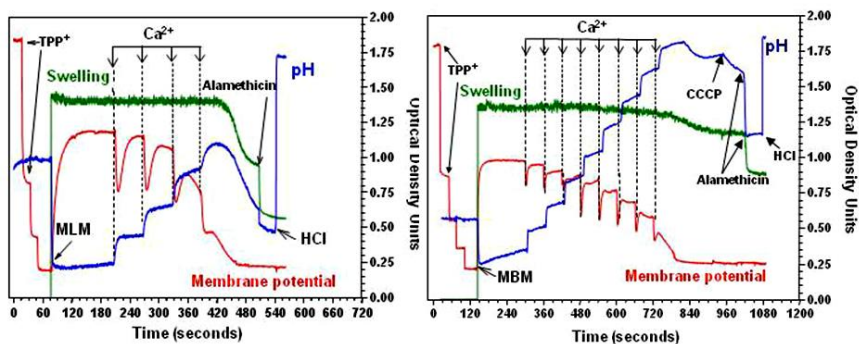 Ca²⁺
TPP⁺
pH
Swelling
Alamethicin
MLM
HCl
Membrane potential
0 60 120 180 240 300 360 420 480 540 600 660 720
Time (seconds)
2.00
1.75
1.50
1.25
1.00
0.75
0.50
0.25
0.00
Optical Density Units
Ca²⁺
pH
TPP⁺
Swelling
CCCP
HCl
Alamethicin
MBM
Membrane potential
0 120 240 360 480 600 720 840 960 1080 1200
Time (seconds)
2.00
1.75
1.50
1.25
1.00
0.75
0.50
0.25
0.00
Optical Density Units